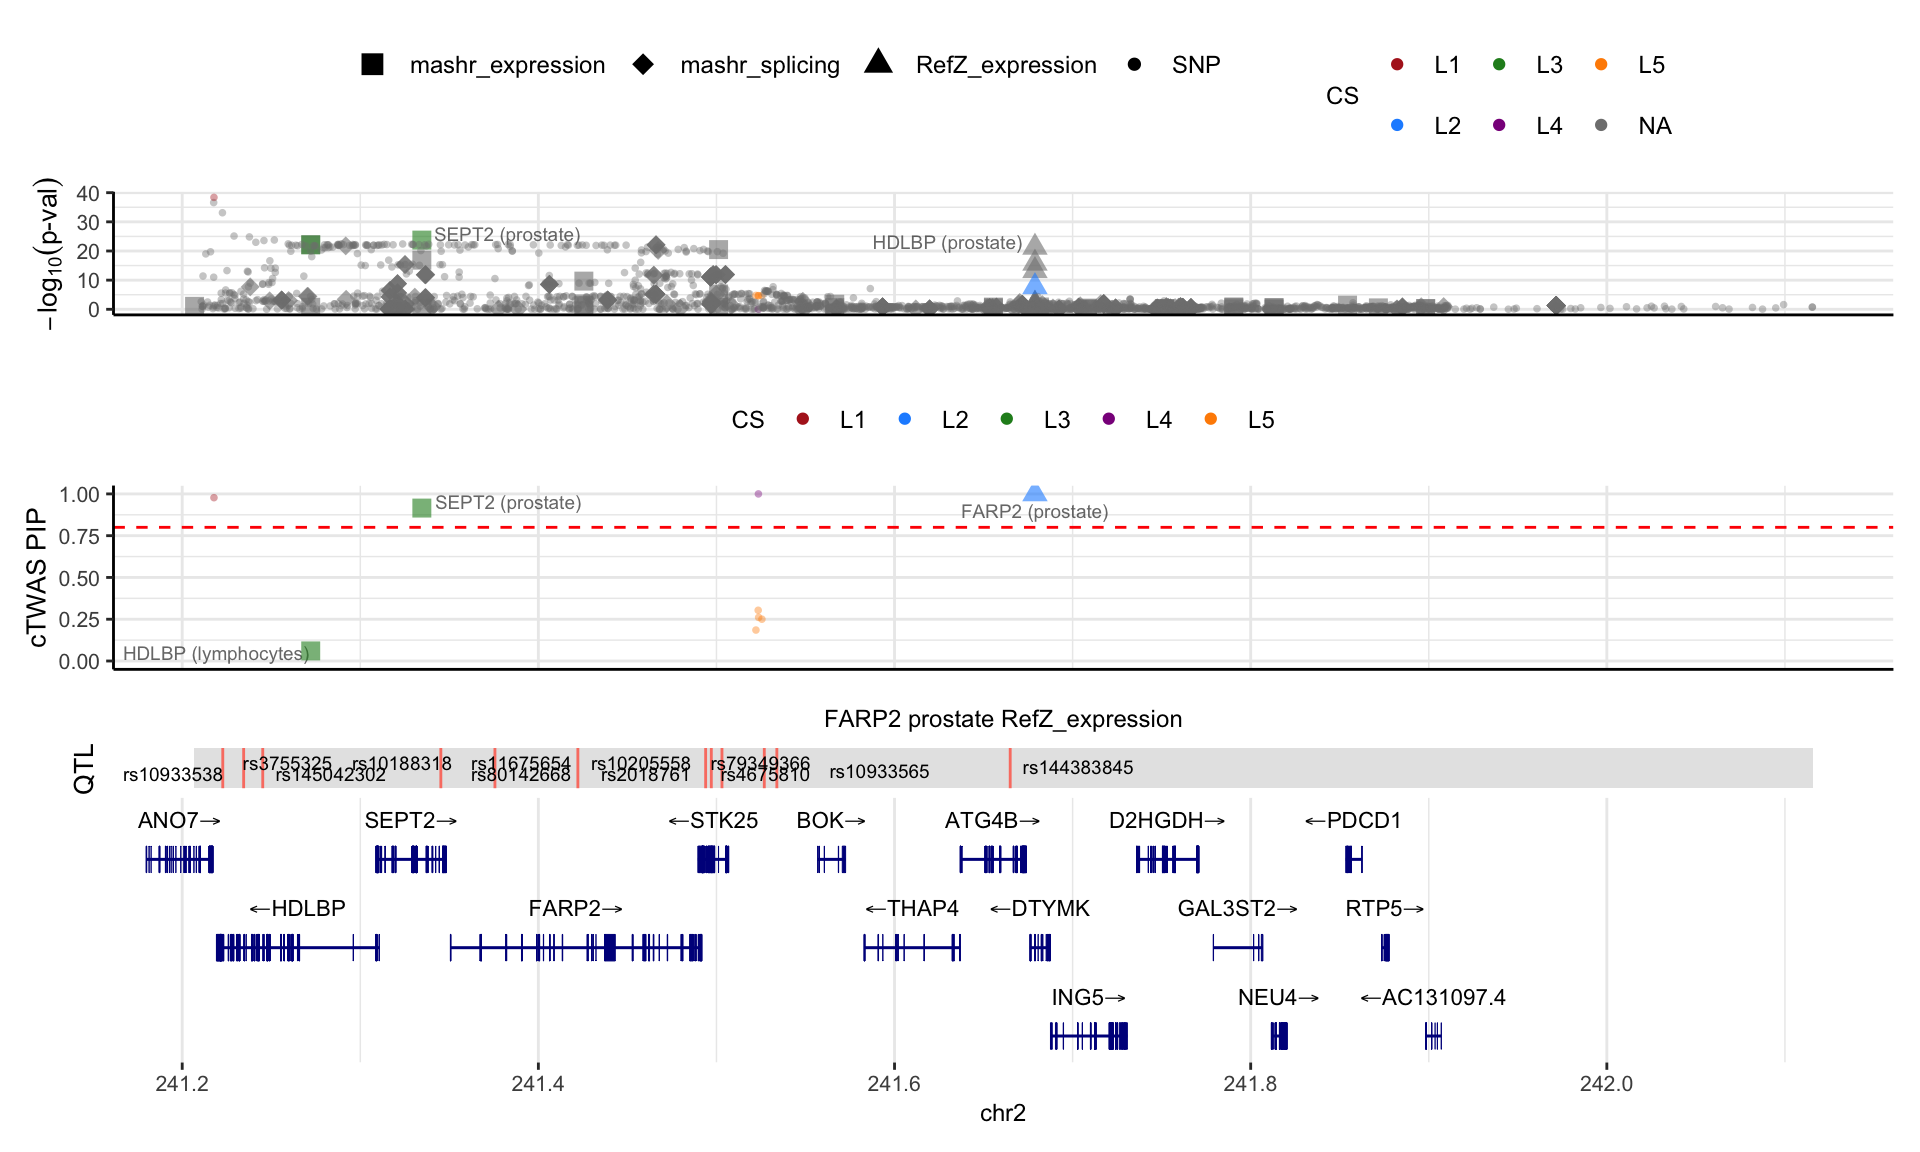 mashr_expression mashr_splicing RefZ_expression SNP
CS
L1 L3 L5
L2 L4 NA
−log10(p-val)
40
30
20
10
0
SEPT2 (prostate)
HDLBP (prostate)
CS L1 L2 L3 L4 L5
cTWAS PIP
1.00
0.75
0.50
0.25
0.00
SEPT2 (prostate)
FARP2 (prostate)
HDLBP (lymphocytes)
FARP2 prostate RefZ_expression
QTL
rs10933538 rs3755325 rs145042302 rs10188318 rs11675654 rs80142668 rs10205558 rs2018761 rs79349366 rs4675810 rs10933565 rs144383845
ANO7→ SEPT2→ ←STK25 BOK→ ATG4B→ D2HGDH→ ←PDCD1
←HDLBP FARP2→ ←THAP4 ←DTYMK GAL3ST2→ RTP5→
ING5→ NEU4→ ←AC131097.4
241.2 241.4 241.6 241.8 242.0
chr2